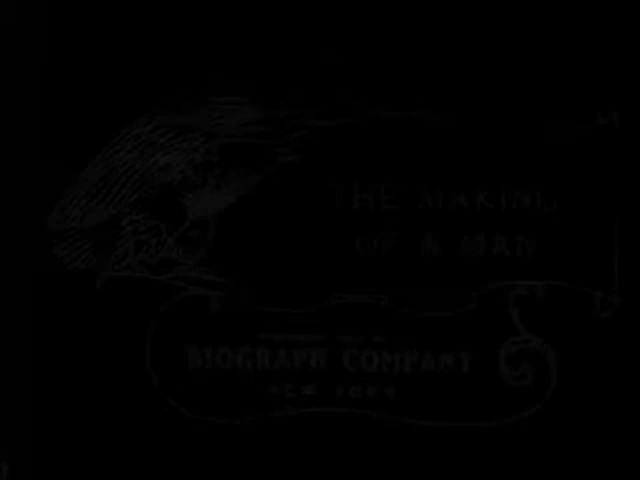 THE MAKING
OF A MAN
BIOGRAPH COMPANY
NEW YORK